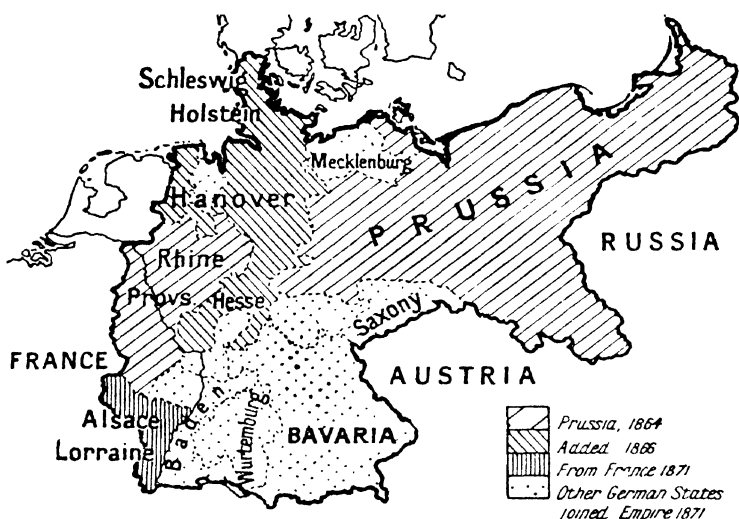 Schleswig
Holstein
Mecklenburg
Hanover
PRUSSIA
RUSSIA
Rhine
Provs.
Hesse
Saxony
FRANCE
AUSTRIA
Alsace
Lorraine
Baden
Wurtemburg
BAVARIA
Prussia, 1864
Added 1866
From France 1871
Other German States
joined Empire 1871